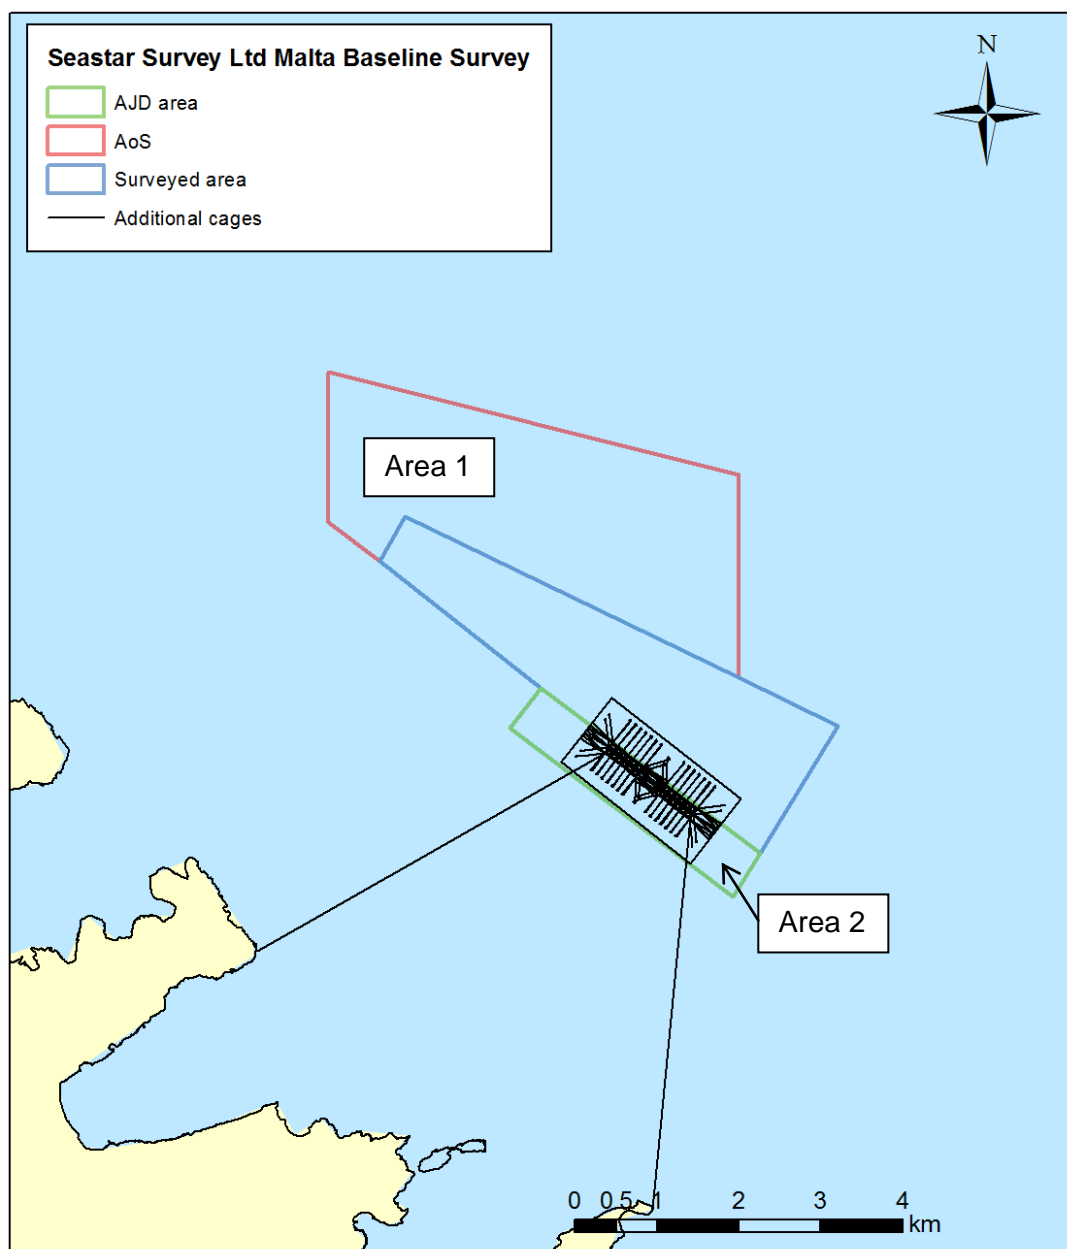 Seastar Survey Ltd Malta Baseline Survey
AJD area
AoS
Surveyed area
Additional cages
N
Area 1
Area 2
0 0.5 1 2 3 4
km